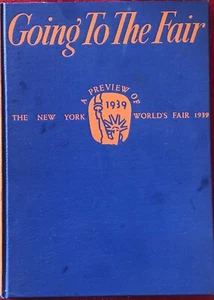 Going To The Fair
A PREVIEW OF
1939
THE NEW YORK WORLD'S FAIR 1939